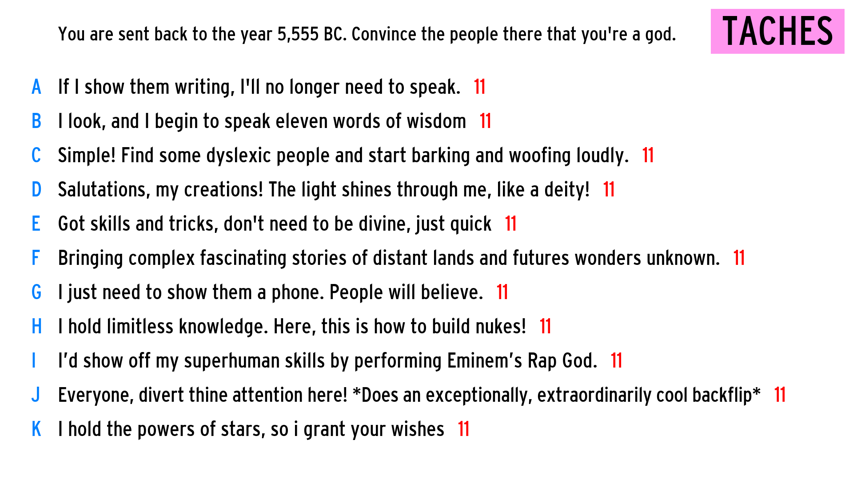 You are sent back to the year 5,555 BC. Convince the people there that you're a god.
TACHES
A If I show them writing, I'll no longer need to speak. 11
B I look, and I begin to speak eleven words of wisdom 11
C Simple! Find some dyslexic people and start barking and woofing loudly. 11
D Salutations, my creations! The light shines through me, like a deity! 11
E Got skills and tricks, don't need to be divine, just quick 11
F Bringing complex fascinating stories of distant lands and futures wonders unknown. 11
G I just need to show them a phone. People will believe. 11
H I hold limitless knowledge. Here, this is how to build nukes! 11
I I’d show off my superhuman skills by performing Eminem’s Rap God. 11
J Everyone, divert thine attention here! *Does an exceptionally, extraordinarily cool backflip* 11
K I hold the powers of stars, so i grant your wishes 11